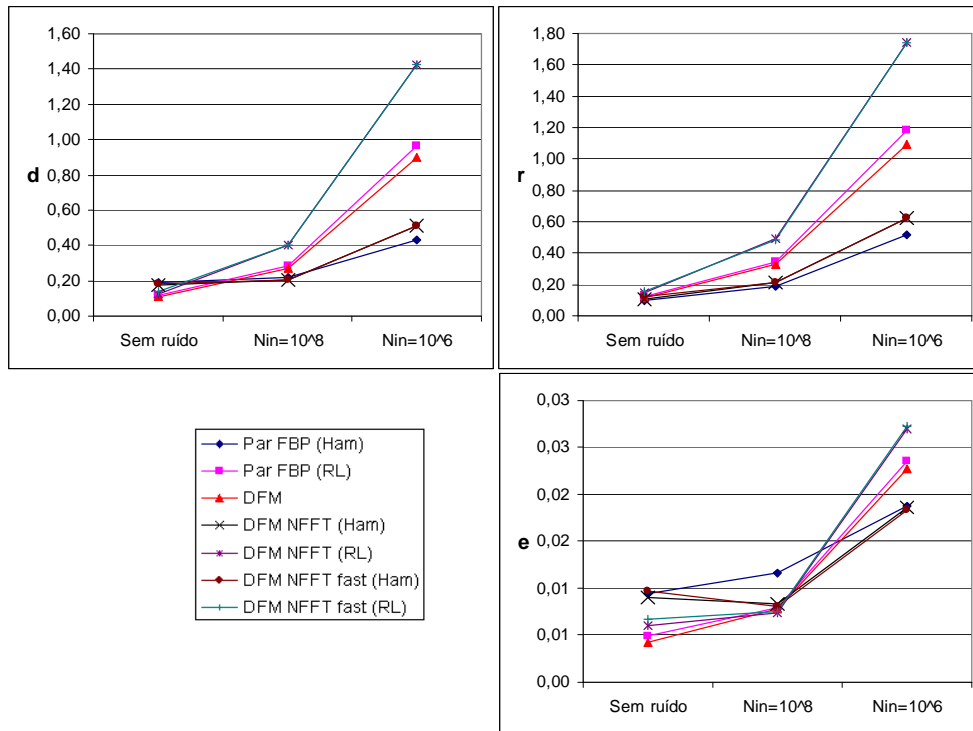 1,60
1,40
1,20
1,00
0,80
0,60
0,40
0,20
0,00
d
Sem ruído
Nin=10^8
Nin=10^6
1,80
1,60
1,40
1,20
1,00
0,80
0,60
0,40
0,20
0,00
r
Sem ruído
Nin=10^8
Nin=10^6
Par FBP (Ham)
Par FBP (RL)
DFM
DFM NFFT (Ham)
DFM NFFT (RL)
DFM NFFT fast (Ham)
DFM NFFT fast (RL)
0,03
0,03
0,02
0,02
0,01
0,01
0,00
e
Sem ruído
Nin=10^8
Nin=10^6